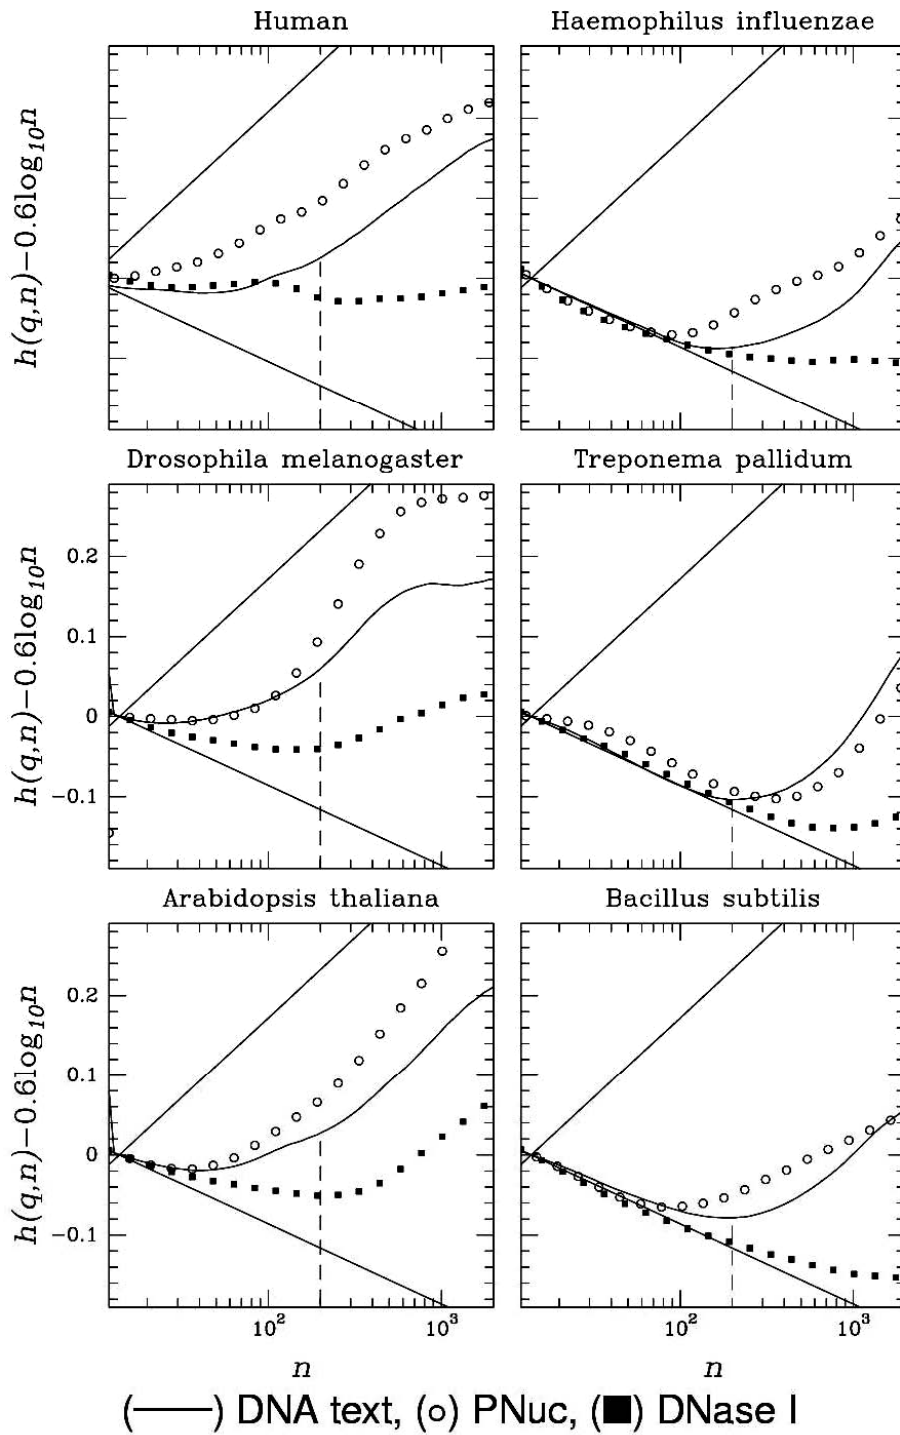 Human
Haemophilus influenzae
h(q,n)−0.6log₁₀n
Drosophila melanogaster
Treponema pallidum
0.2
0.1
0
−0.1
h(q,n)−0.6log₁₀n
Arabidopsis thaliana
Bacillus subtilis
0.2
0.1
0
−0.1
h(q,n)−0.6log₁₀n
10² 10³ 10² 10³
n n
(——) DNA text, (○) PNuc, (■) DNase I